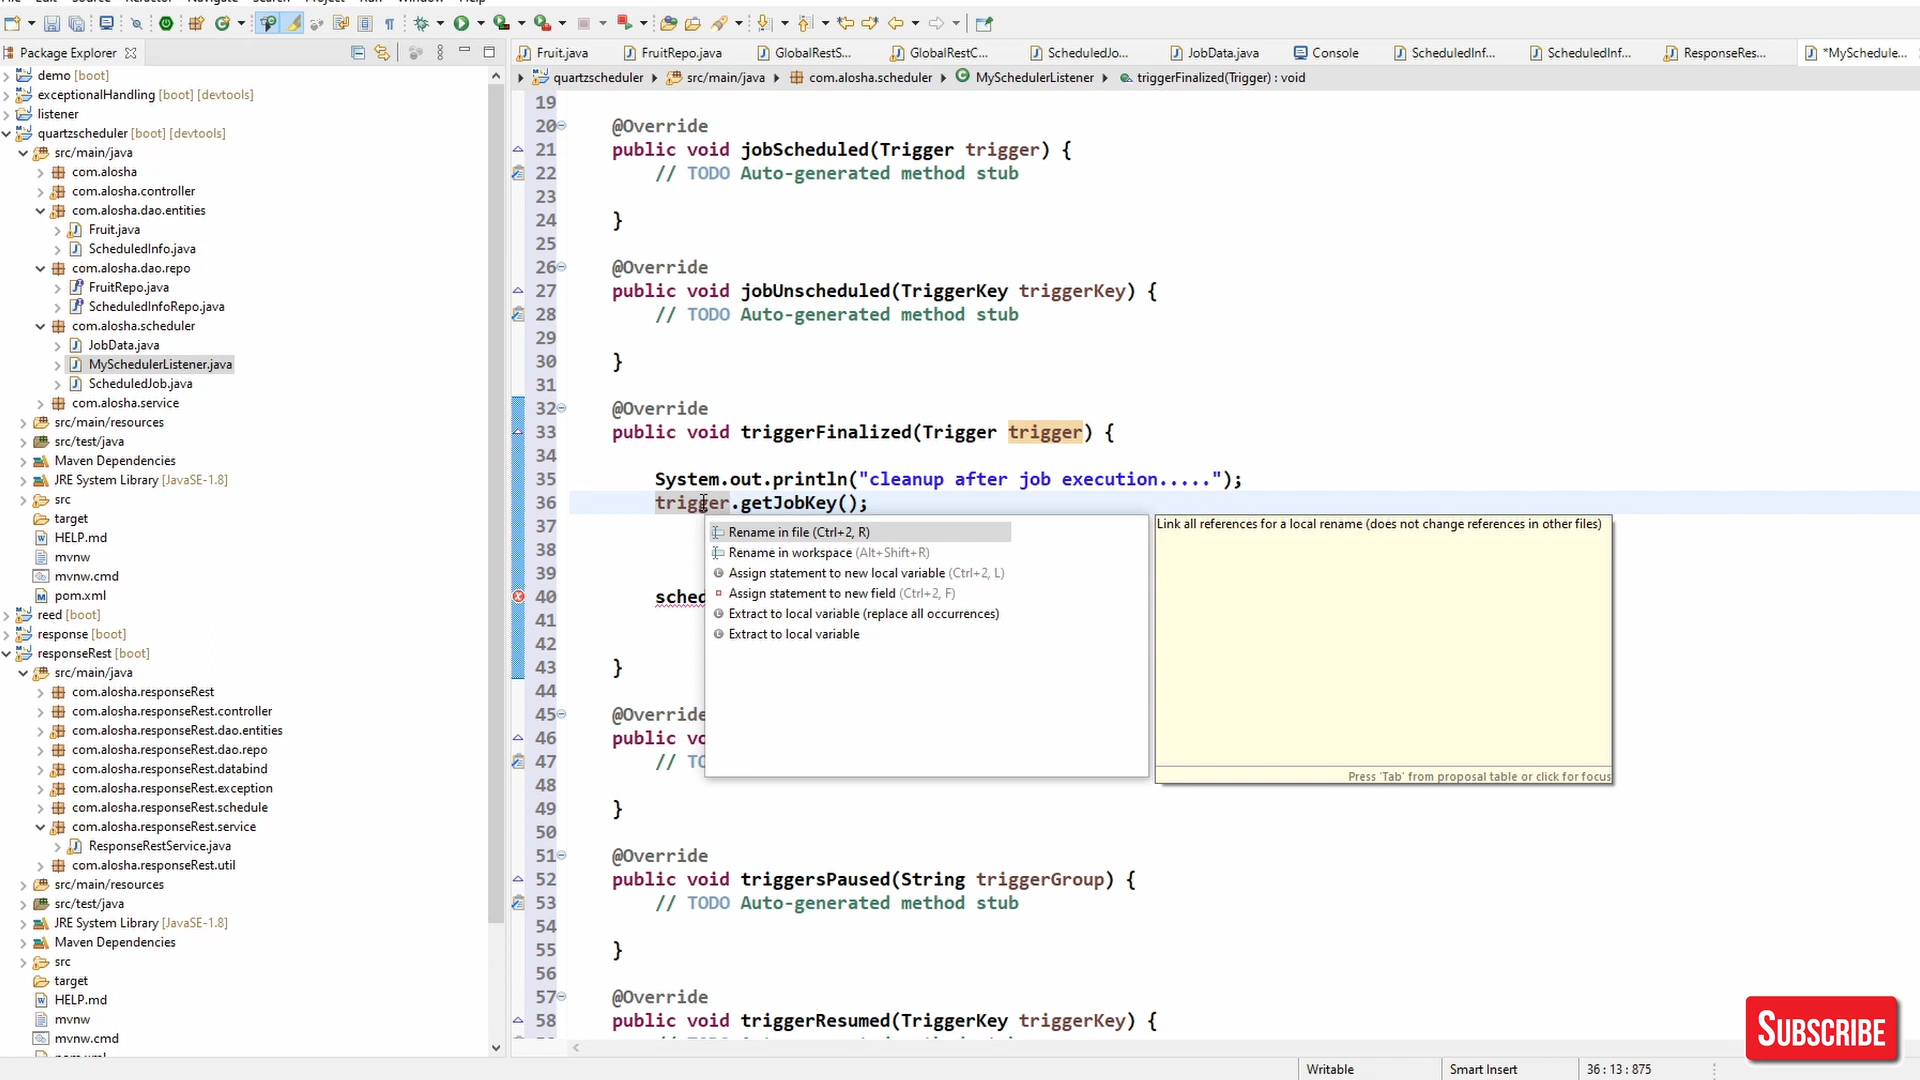 File Edit Source Refactor Navigate Search Project Run Window Help
Package Explorer
Fruit.java
FruitRepo.java
GlobalRestS...
GlobalRestC...
ScheduledJo...
JobData.java
Console
ScheduledInf...
ScheduledInf...
ResponseRes...
*MySchedule...
quartzscheduler
src/main/java
com.alosha.scheduler
MySchedulerListener
triggerFinalized(Trigger) : void
demo [boot]
exceptionalHandling [boot] [devtools]
listener
quartzscheduler [boot] [devtools]
src/main/java
com.alosha
com.alosha.controller
com.alosha.dao.entities
Fruit.java
ScheduledInfo.java
com.alosha.dao.repo
FruitRepo.java
ScheduledInfoRepo.java
com.alosha.scheduler
JobData.java
MySchedulerListener.java
ScheduledJob.java
com.alosha.service
src/main/resources
src/test/java
Maven Dependencies
JRE System Library [JavaSE-1.8]
src
target
HELP.md
mvnw
mvnw.cmd
pom.xml
reed [boot]
response [boot]
responseRest [boot]
src/main/java
com.alosha.responseRest
com.alosha.responseRest.controller
com.alosha.responseRest.dao.entities
com.alosha.responseRest.dao.repo
com.alosha.responseRest.databind
com.alosha.responseRest.exception
com.alosha.responseRest.schedule
com.alosha.responseRest.service
ResponseRestService.java
com.alosha.responseRest.util
src/main/resources
src/test/java
JRE System Library [JavaSE-1.8]
Maven Dependencies
src
target
HELP.md
mvnw
mvnw.cmd
pom.xml
19
20 @Override
21 public void jobScheduled(Trigger trigger) {
22 // TODO Auto-generated method stub
23
24 }
25
26 @Override
27 public void jobUnscheduled(TriggerKey triggerKey) {
28 // TODO Auto-generated method stub
29
30 }
31
32 @Override
33 public void triggerFinalized(Trigger trigger) {
34
35 System.out.println("cleanup after job execution.....");
36 trigger.getJobKey();
37
38
39
40 sched
41
42
43 }
44
45 @Override
46 public vo
47 // TO
48
49 }
50
51 @Override
52 public void triggersPaused(String triggerGroup) {
53 // TODO Auto-generated method stub
54
55 }
56
57 @Override
58 public void triggerResumed(TriggerKey triggerKey) {
Rename in file (Ctrl+2, R)
Rename in workspace (Alt+Shift+R)
Assign statement to new local variable (Ctrl+2, L)
Assign statement to new field (Ctrl+2, F)
Extract to local variable (replace all occurrences)
Extract to local variable
Link all references for a local rename (does not change references in other files)
Press 'Tab' from proposal table or click for focus
SUBSCRIBE
Writable
Smart Insert
36 : 13 : 875